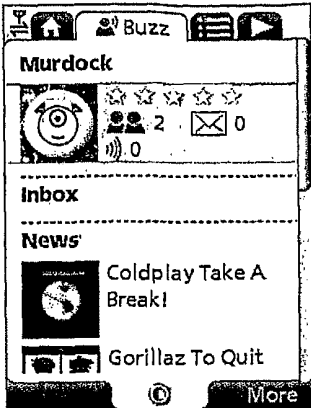 Buzz
Murdock
2 0
0
Inbox
News
Coldplay Take A
Break!
Gorillaz To Quit
More